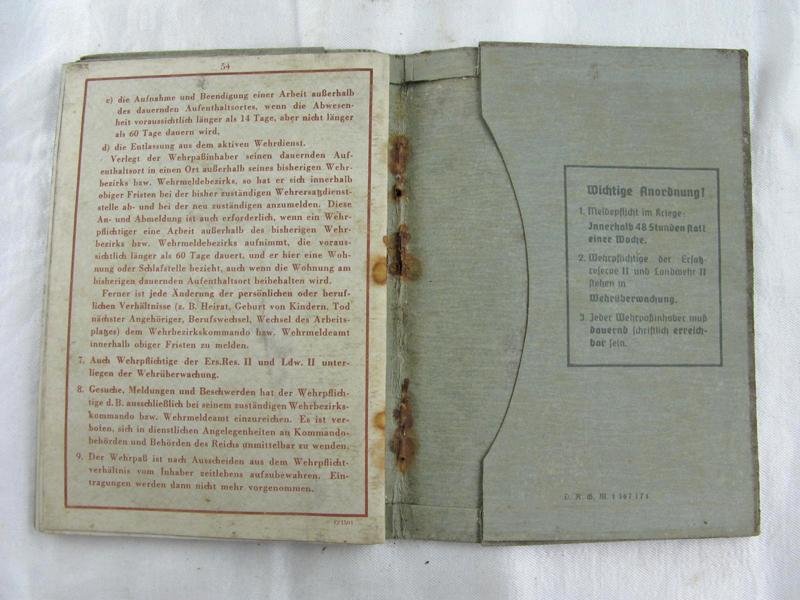 54
c) die Aufnahme und Beendigung einer Arbeit außerhalb
des dauernden Aufenthaltsortes, wenn die Abwesen-
heit voraussichtlich länger als 14 Tage, aber nicht länger
als 60 Tage dauern wird,
d) die Entlassung aus dem aktiven Wehrdienst.
Verlegt der Wehrpaßinhaber seinen dauernden Auf-
enthaltsort in einen Ort außerhalb seines bisherigen Wehr-
bezirks bzw. Wehrmeldebezirks, so hat er sich innerhalb
obiger Fristen bei der bisher zuständigen Wehrersatzdienst-
stelle ab- und bei der neu zuständigen anzumelden. Diese
An- und Abmeldung ist auch erforderlich, wenn ein Wehr-
pflichtiger eine Arbeit außerhalb des bisherigen Wehr-
bezirks bzw. Wehrmeldebezirks aufnimmt, die voraus-
sichtlich länger als 60 Tage dauert, und er hier eine Woh-
nung oder Schlafstelle bezieht, auch wenn die Wohnung am
bisherigen dauernden Aufenthaltsort beibehalten wird.
Ferner ist jede Änderung der persönlichen oder beruf-
lichen Verhältnisse (z. B. Heirat, Geburt von Kindern, Tod
nächster Angehöriger, Berufswechsel, Wechsel des Arbeits-
platzes) dem Wehrbezirkskommando bzw. Wehrmeldeamt
innerhalb obiger Fristen zu melden.
7. Auch Wehrpflichtige der Ers.Res. II und Ldw. II unter-
liegen der Wehrüberwachung.
8. Gesuche, Meldungen und Beschwerden hat der Wehrpflich-
tige d. B. ausschließlich bei seinem zuständigen Wehrbezirks-
kommando bzw. Wehrmeldeamt einzureichen. Es ist ver-
boten, sich in dienstlichen Angelegenheiten an Kommando-
behörden und Behörden des Reichs unmittelbar zu wenden.
9. Der Wehrpaß ist nach Ausscheiden aus dem Wehrpflicht-
verhältnis vom Inhaber zeitlebens aufzubewahren. Ein-
tragungen werden dann nicht mehr vorgenommen.
Wichtige Anordnung!
1. Meldepflicht im Kriege:
Innerhalb 48 Stunden statt
einer Woche.
2. Wehrpflichtige der Ersatz-
reserve II und Landwehr II
stehen in
Wehrüberwachung.
3. Jeder Wehrpaßinhaber muß
dauernd schriftlich erreich-
bar sein.
D. R. G. M. 1 367 171